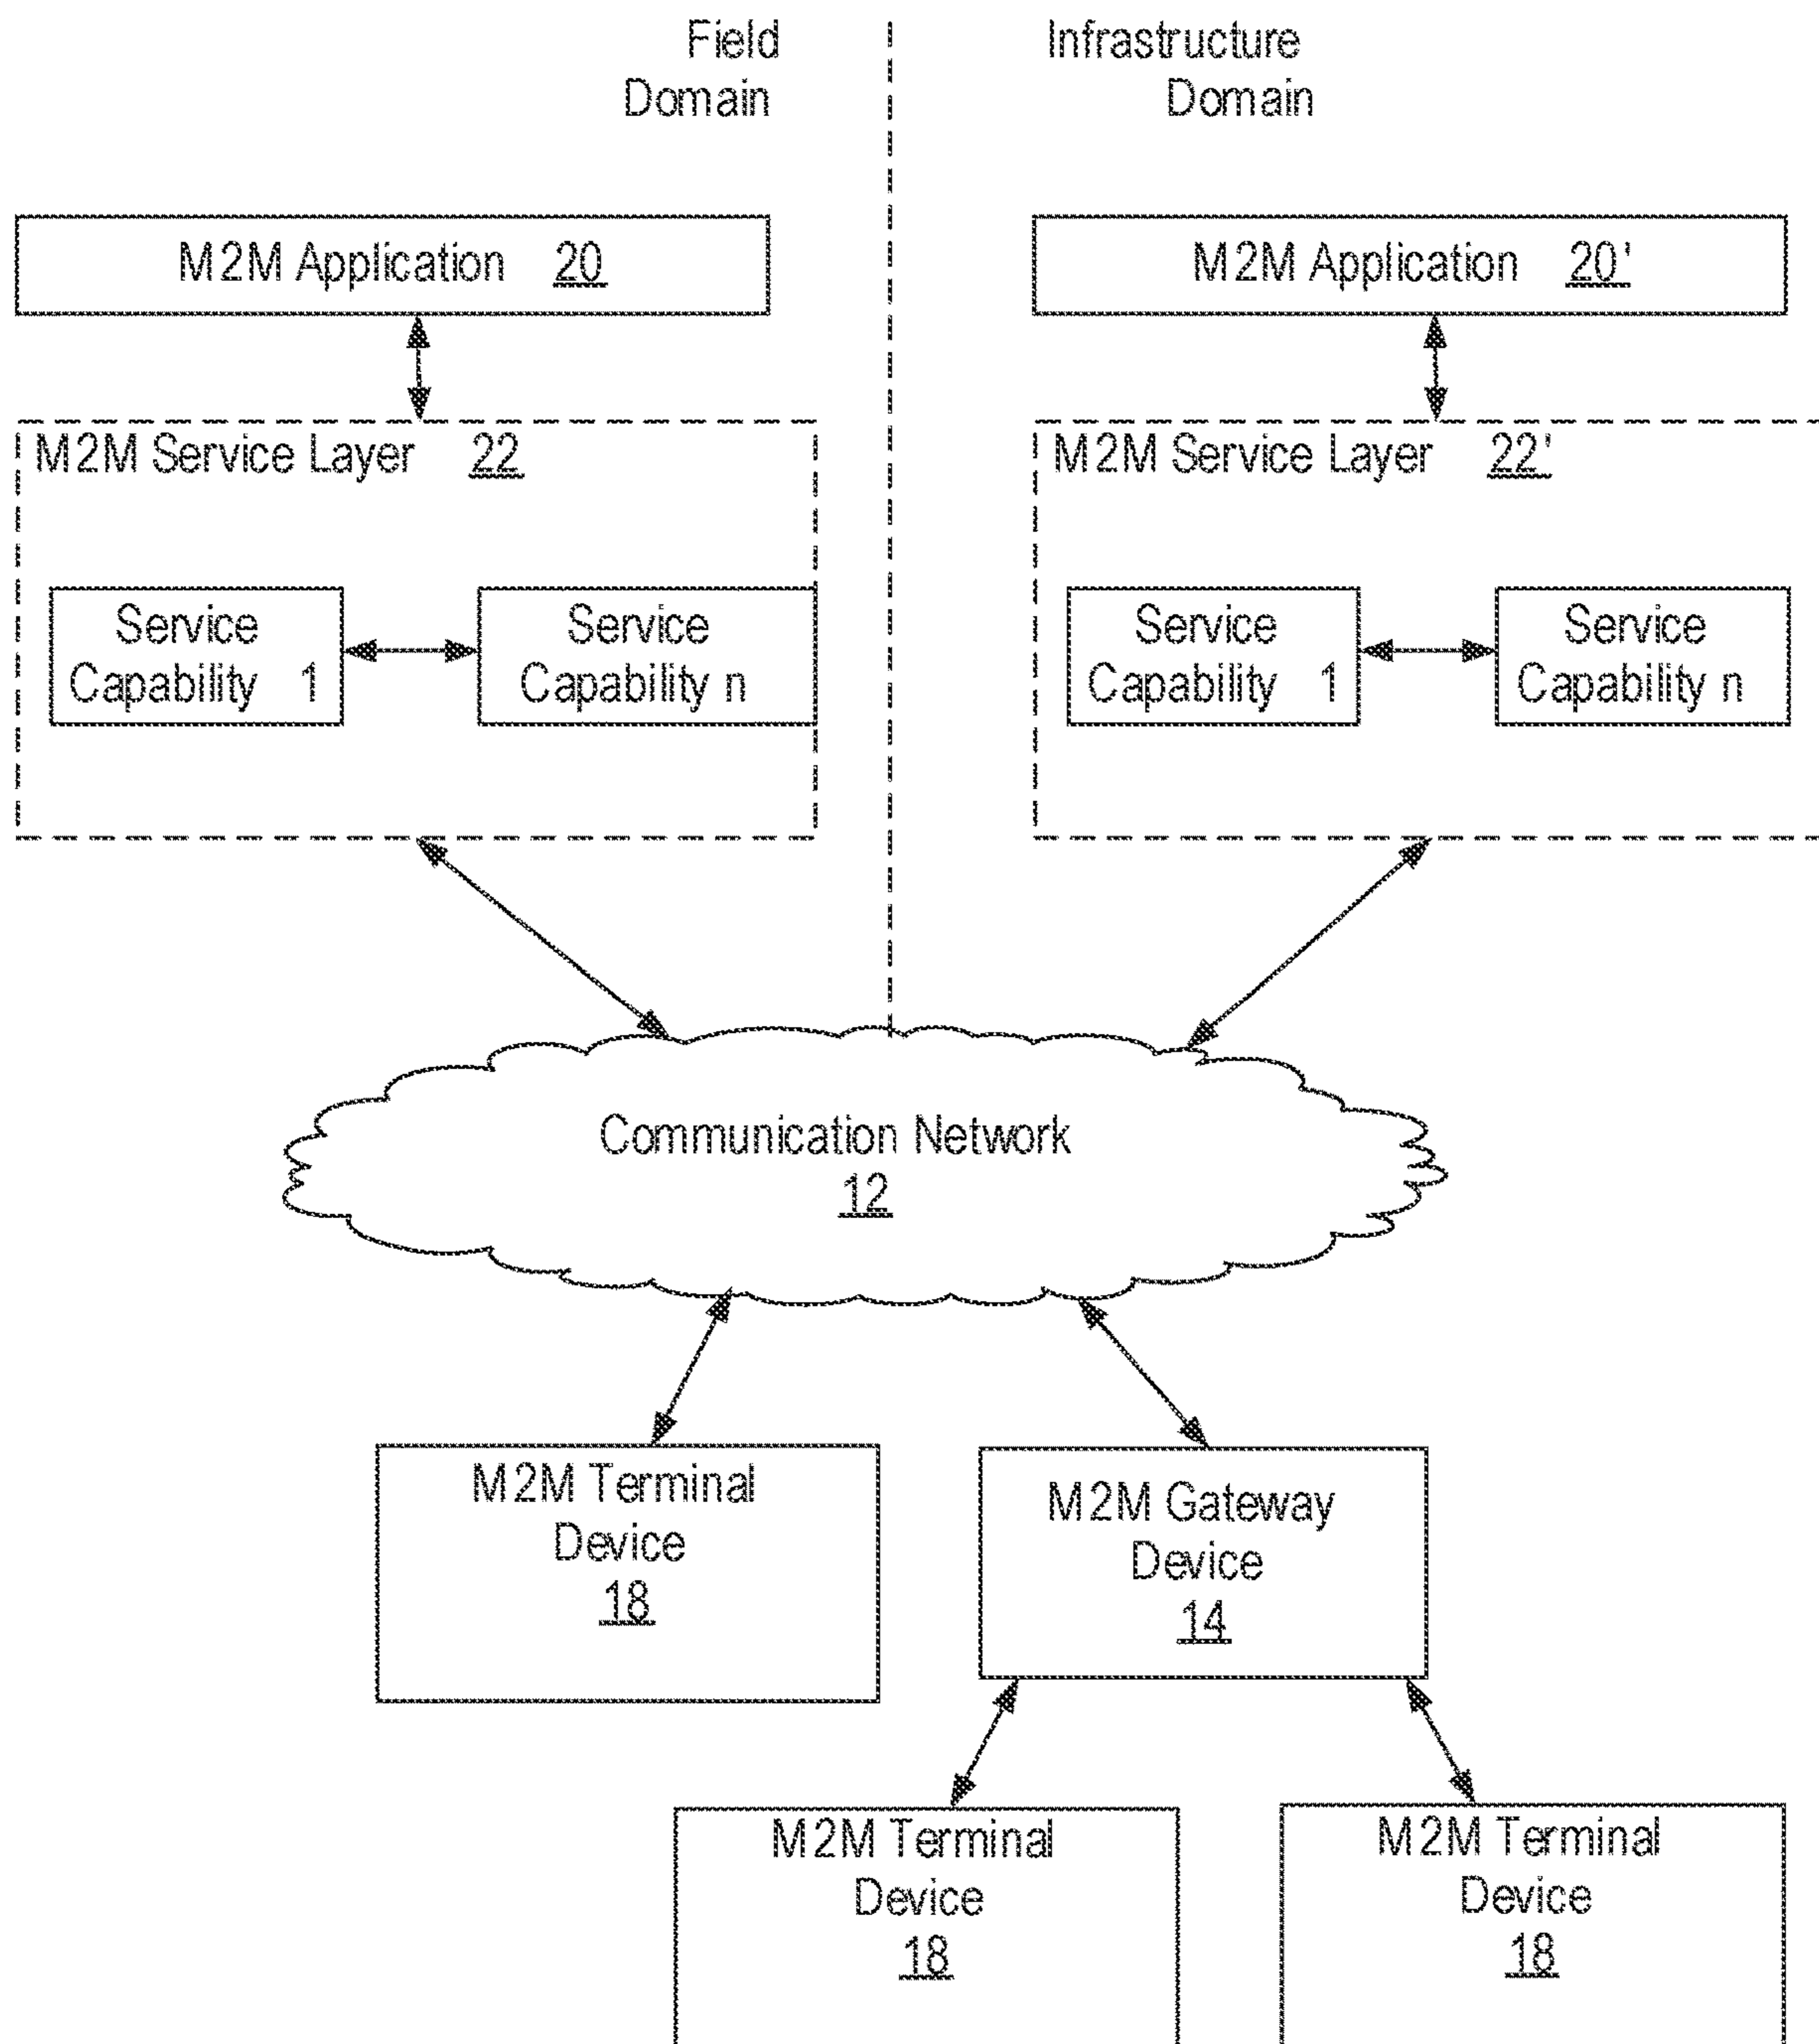 Field
Domain
Infrastructure
Domain
M2M Application 20
M2M Application 20'
M2M Service Layer 22
M2M Service Layer 22'
Service
Capability 1
Service
Capability n
Service
Capability 1
Service
Capability n
Communication Network
12
M2M Terminal
Device
18
M2M Gateway
Device
14
M2M Terminal
Device
18
M2M Terminal
Device
18